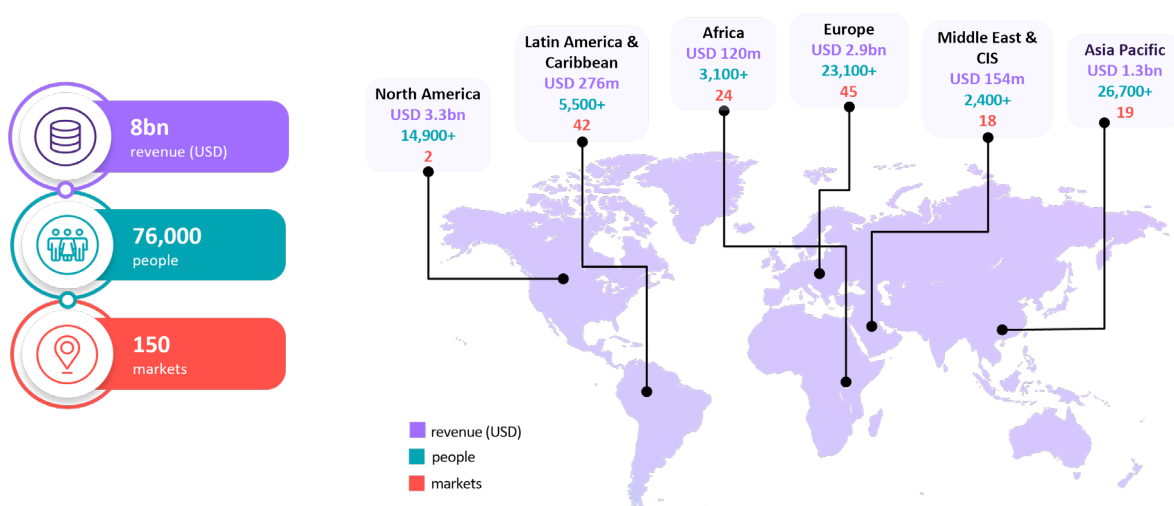 8bn
revenue (USD)
76,000
people
150
markets
North America
USD 3.3bn
14,900+
2
Latin America &
Caribbean
USD 276m
5,500+
42
Africa
USD 120m
3,100+
24
Europe
USD 2.9bn
23,100+
45
Middle East &
CIS
USD 154m
2,400+
18
Asia Pacific
USD 1.3bn
26,700+
19
revenue (USD)
people
markets